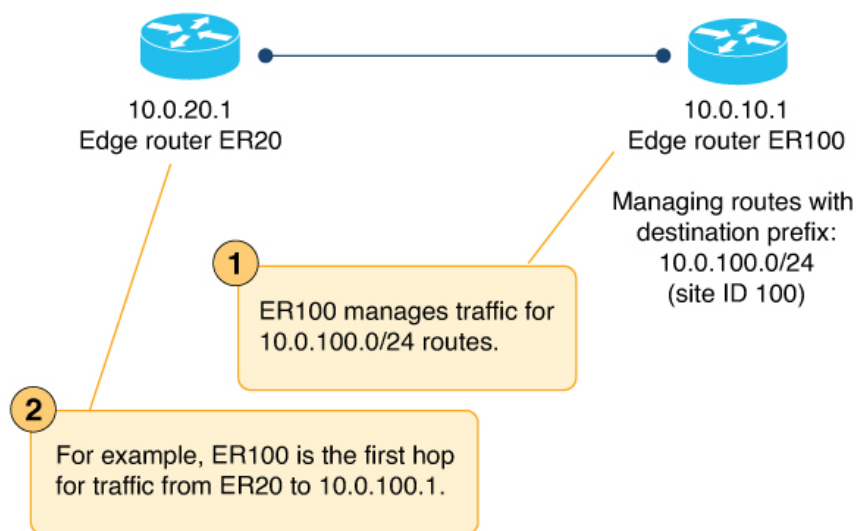 10.0.20.1
Edge router ER20
10.0.10.1
Edge router ER100
Managing routes with
destination prefix:
10.0.100.0/24
(site ID 100)
1
ER100 manages traffic for
10.0.100.0/24 routes.
2
For example, ER100 is the first hop
for traffic from ER20 to 10.0.100.1.